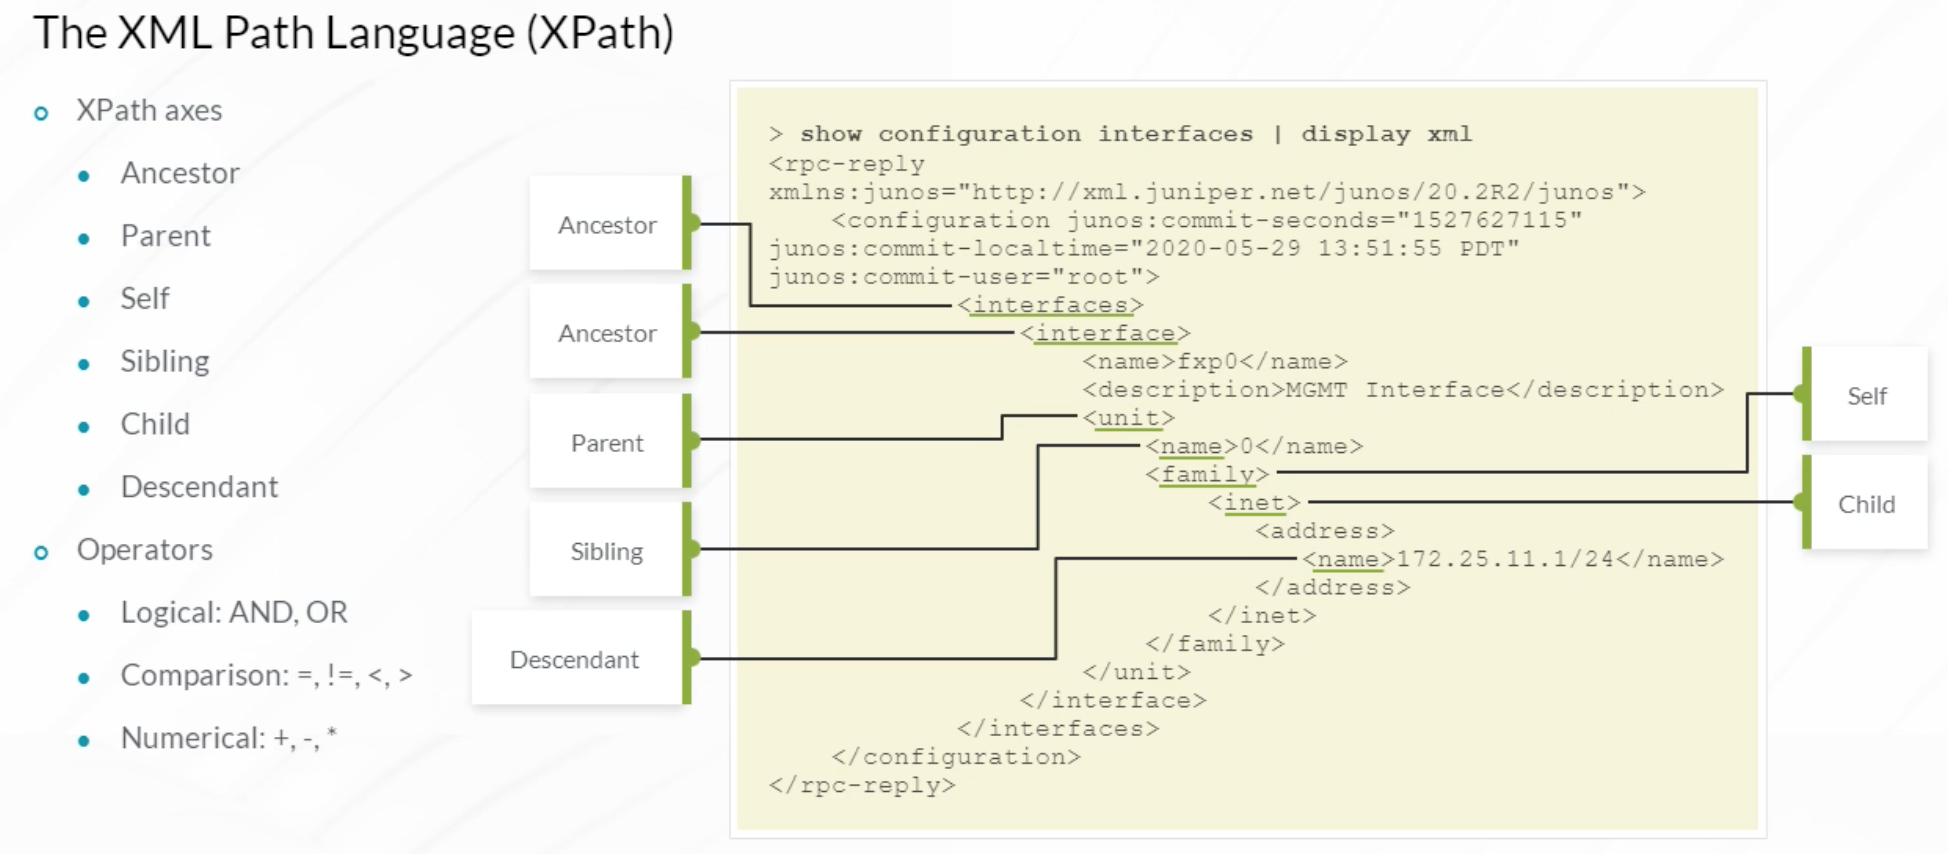 The XML Path Language (XPath)
XPath axes
Ancestor
Parent
Self
Sibling
Child
Descendant
Operators
Logical: AND, OR
Comparison: =, !=, <, >
Numerical: +, -, *
Ancestor
Ancestor
Parent
Sibling
Descendant
> show configuration interfaces | display xml
<rpc-reply
xmlns:junos="http://xml.juniper.net/junos/20.2R2/junos">
    <configuration junos:commit-seconds="1527627115"
junos:commit-localtime="2020-05-29 13:51:55 PDT"
junos:commit-user="root">
            <interfaces>
                <interface>
                    <name>fxp0</name>
                    <description>MGMT Interface</description>
                    <unit>
                        <name>0</name>
                        <family>
                            <inet>
                               <address>
                                  <name>172.25.11.1/24</name>
                               </address>
                            </inet>
                        </family>
                    </unit>
                </interface>
            </interfaces>
    </configuration>
</rpc-reply>
Self
Child